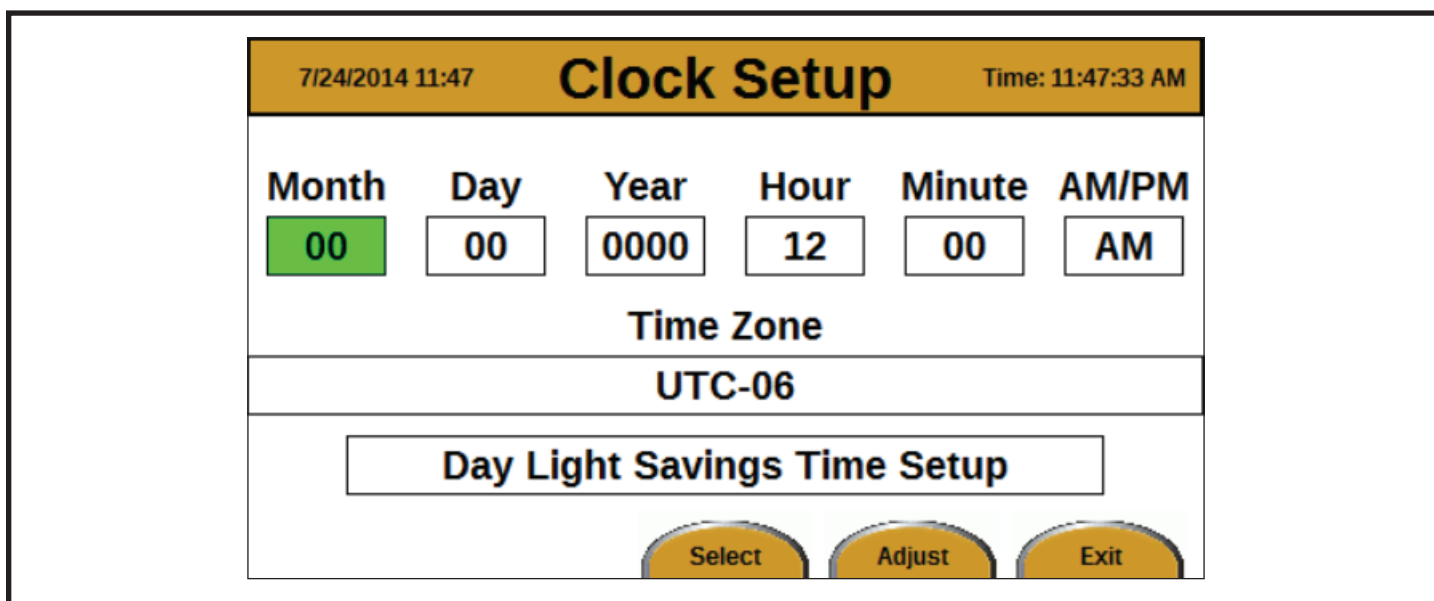 7/24/2014 11:47 Clock Setup Time: 11:47:33 AM
Month Day Year Hour Minute AM/PM
00 00 0000 12 00 AM
Time Zone
UTC-06
Day Light Savings Time Setup
Select Adjust Exit